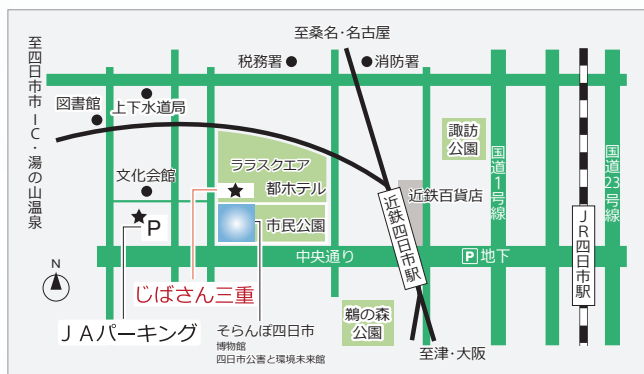 至桑名・名古屋
税務署
消防署
至四日市市IC・湯の山温泉
図書館
上下水道局
諏訪
公園
ララスクエア
文化会館
都ホテル
近鉄百貨店
国道1号線
国道23号線
P
市民公園
近鉄四日市駅
JR四日市駅
中央通り
P地下
N
じばさん三重
JAパーキング
そらんぽ四日市
博物館
四日市公害と環境未来館
鵜の森
公園
至津・大阪